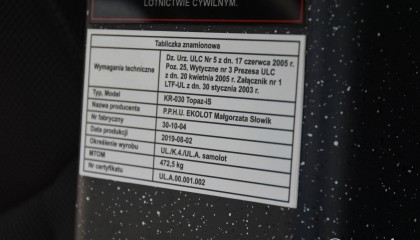 LOTNICTWIE CYWILNYM.
Tabliczka znamionowa
Wymagania techniczne
Dz. Urz. ULC Nr 5 z dn. 17 czerwca 2005 r.
Poz. 25, Wytyczne nr 3 Prezesa ULC
z dn. 20 kwietnia 2005 r. Załącznik nr 1
LTF-UL z dn. 30 stycznia 2003 r.
Typ, Model KR-030 Topaz-IS
Nazwa producenta P.P.H.U. EKOLOT Małgorzata Słowik
Nr fabryczny 30-10-04
Data produkcji 2019-08-02
Określenie wyrobu UL/K.4./UL.A. samolot
MTOM 472,5kg
Nr certyfikatu UL.A.00.001.002